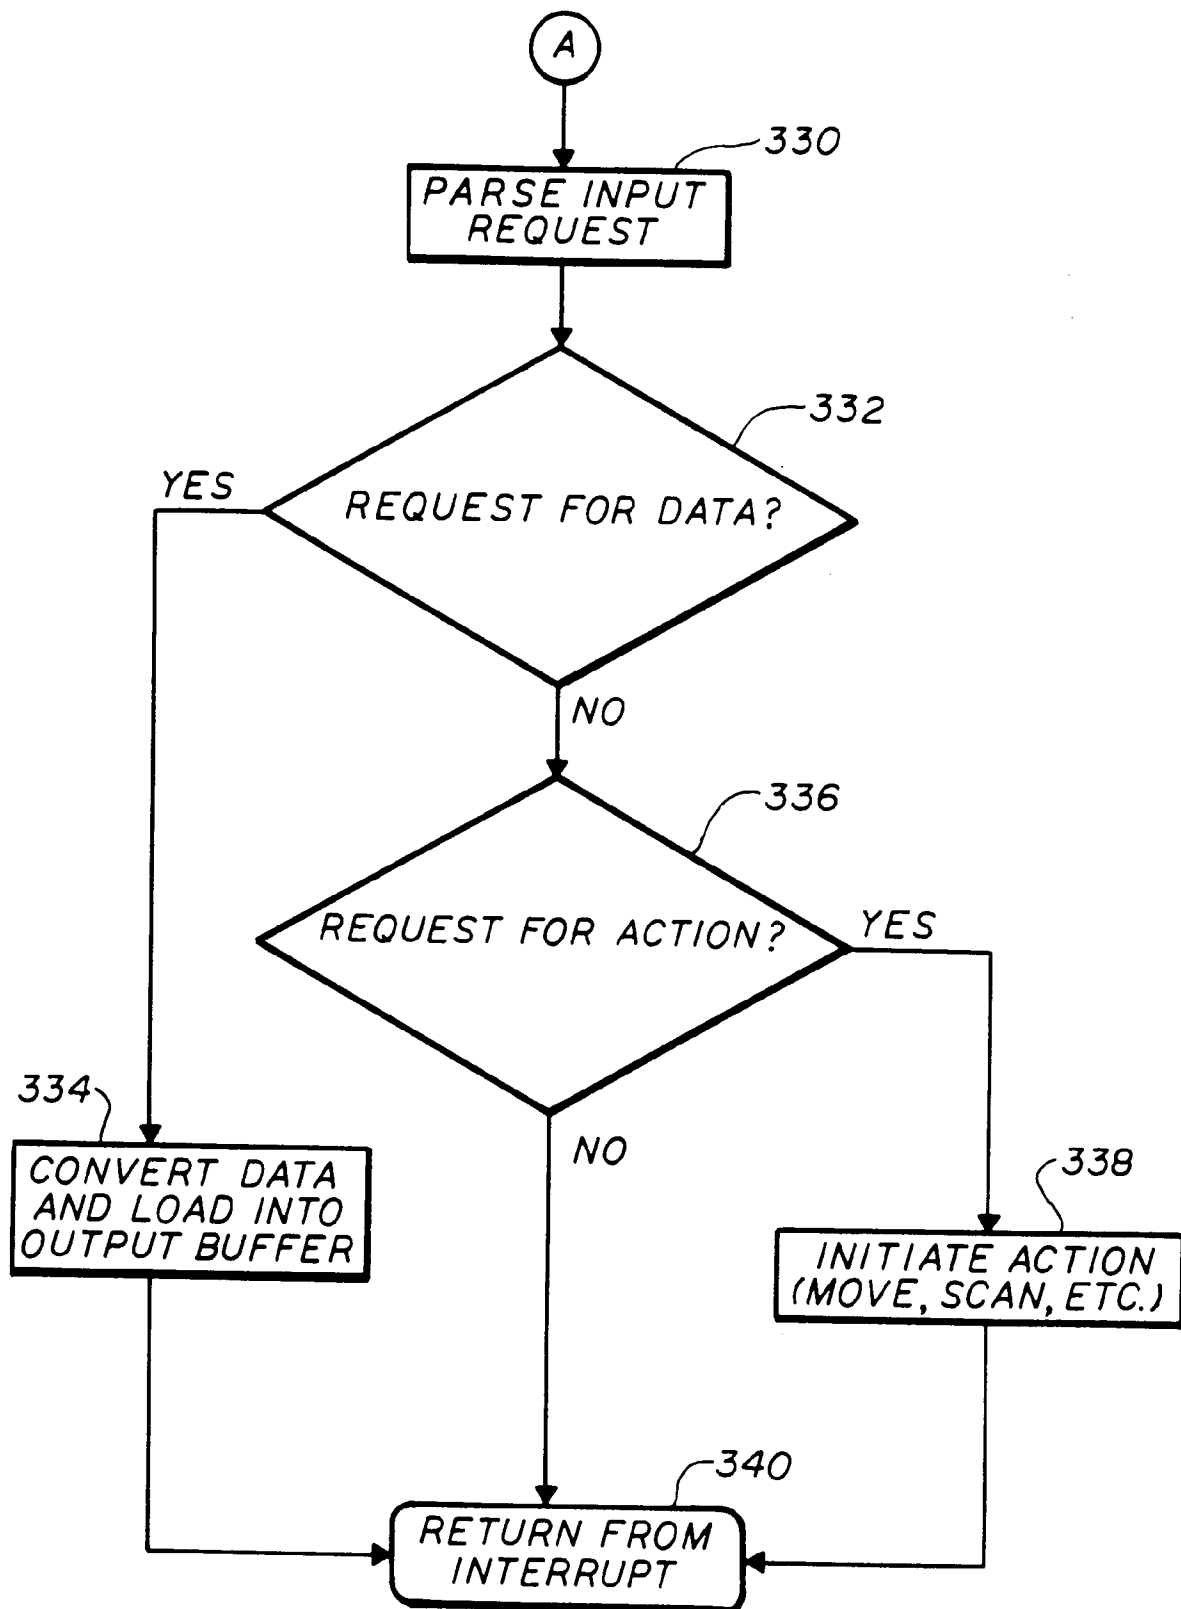 A
330
PARSE INPUT
REQUEST
332
YES
REQUEST FOR DATA?
NO
336
REQUEST FOR ACTION?
YES
334
NO
CONVERT DATA
AND LOAD INTO
OUTPUT BUFFER
338
INITIATE ACTION
(MOVE, SCAN, ETC.)
340
RETURN FROM
INTERRUPT